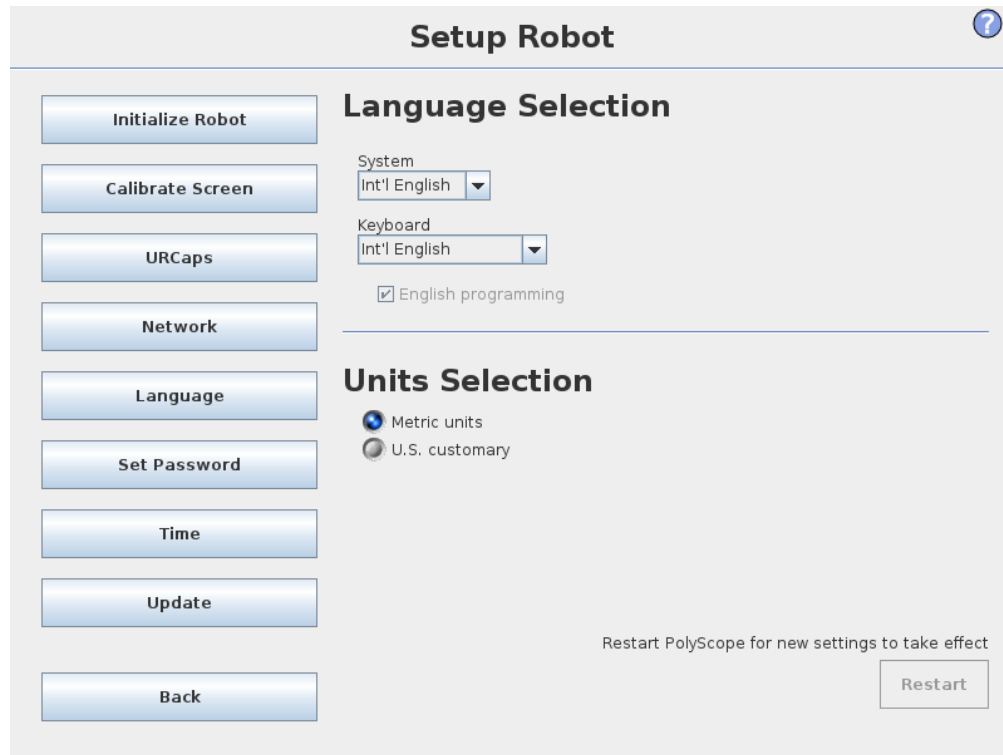 Setup Robot
?
Initialize Robot
Calibrate Screen
URCaps
Network
Language
Set Password
Time
Update
Back
Language Selection
System
Int'l English
Keyboard
Int'l English
English programming
Units Selection
Metric units
U.S. customary
Restart PolyScope for new settings to take effect
Restart